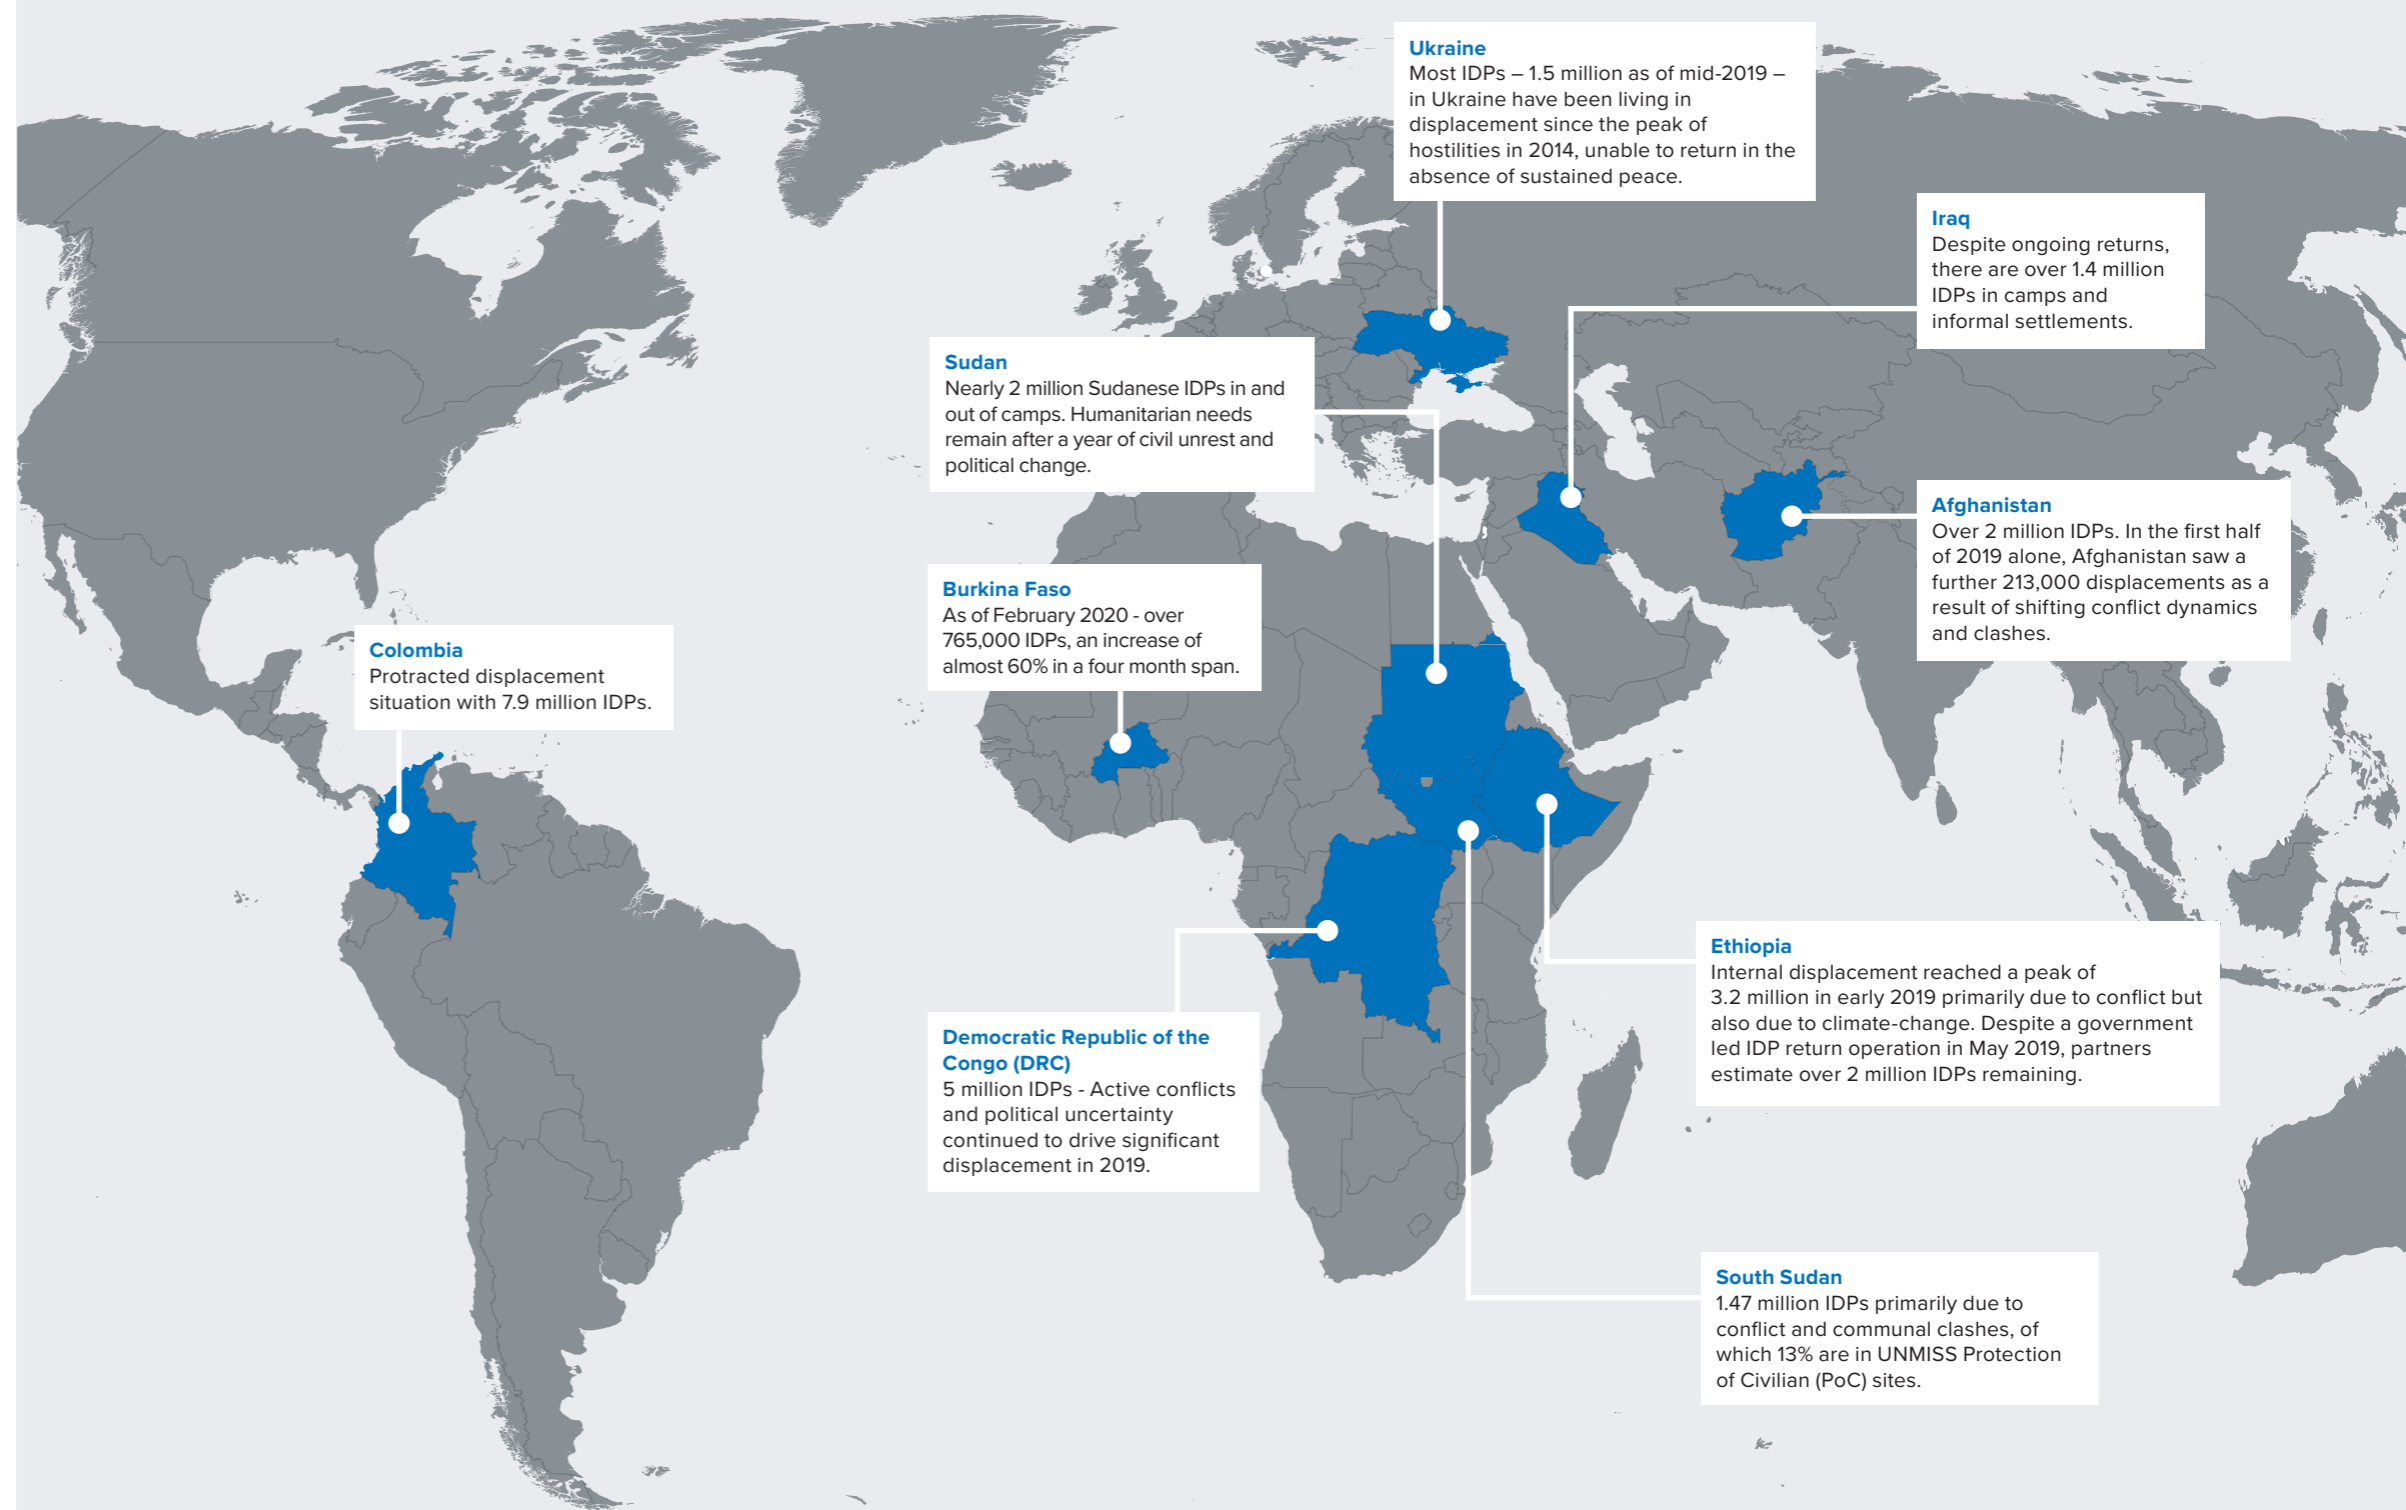 Ukraine
Most IDPs – 1.5 million as of mid-2019 –
in Ukraine have been living in
displacement since the peak of
hostilities in 2014, unable to return in the
absence of sustained peace.
Iraq
Despite ongoing returns,
there are over 1.4 million
IDPs in camps and
informal settlements.
Sudan
Nearly 2 million Sudanese IDPs in and
out of camps. Humanitarian needs
remain after a year of civil unrest and
political change.
Afghanistan
Over 2 million IDPs. In the first half
of 2019 alone, Afghanistan saw a
further 213,000 displacements as a
result of shifting conflict dynamics
and clashes.
Burkina Faso
As of February 2020 - over
765,000 IDPs, an increase of
almost 60% in a four month span.
Colombia
Protracted displacement
situation with 7.9 million IDPs.
Ethiopia
Internal displacement reached a peak of
3.2 million in early 2019 primarily due to conflict but
also due to climate-change. Despite a government
led IDP return operation in May 2019, partners
estimate over 2 million IDPs remaining.
Democratic Republic of the
Congo (DRC)
5 million IDPs - Active conflicts
and political uncertainty
continued to drive significant
displacement in 2019.
South Sudan
1.47 million IDPs primarily due to
conflict and communal clashes, of
which 13% are in UNMISS Protection
of Civilian (PoC) sites.